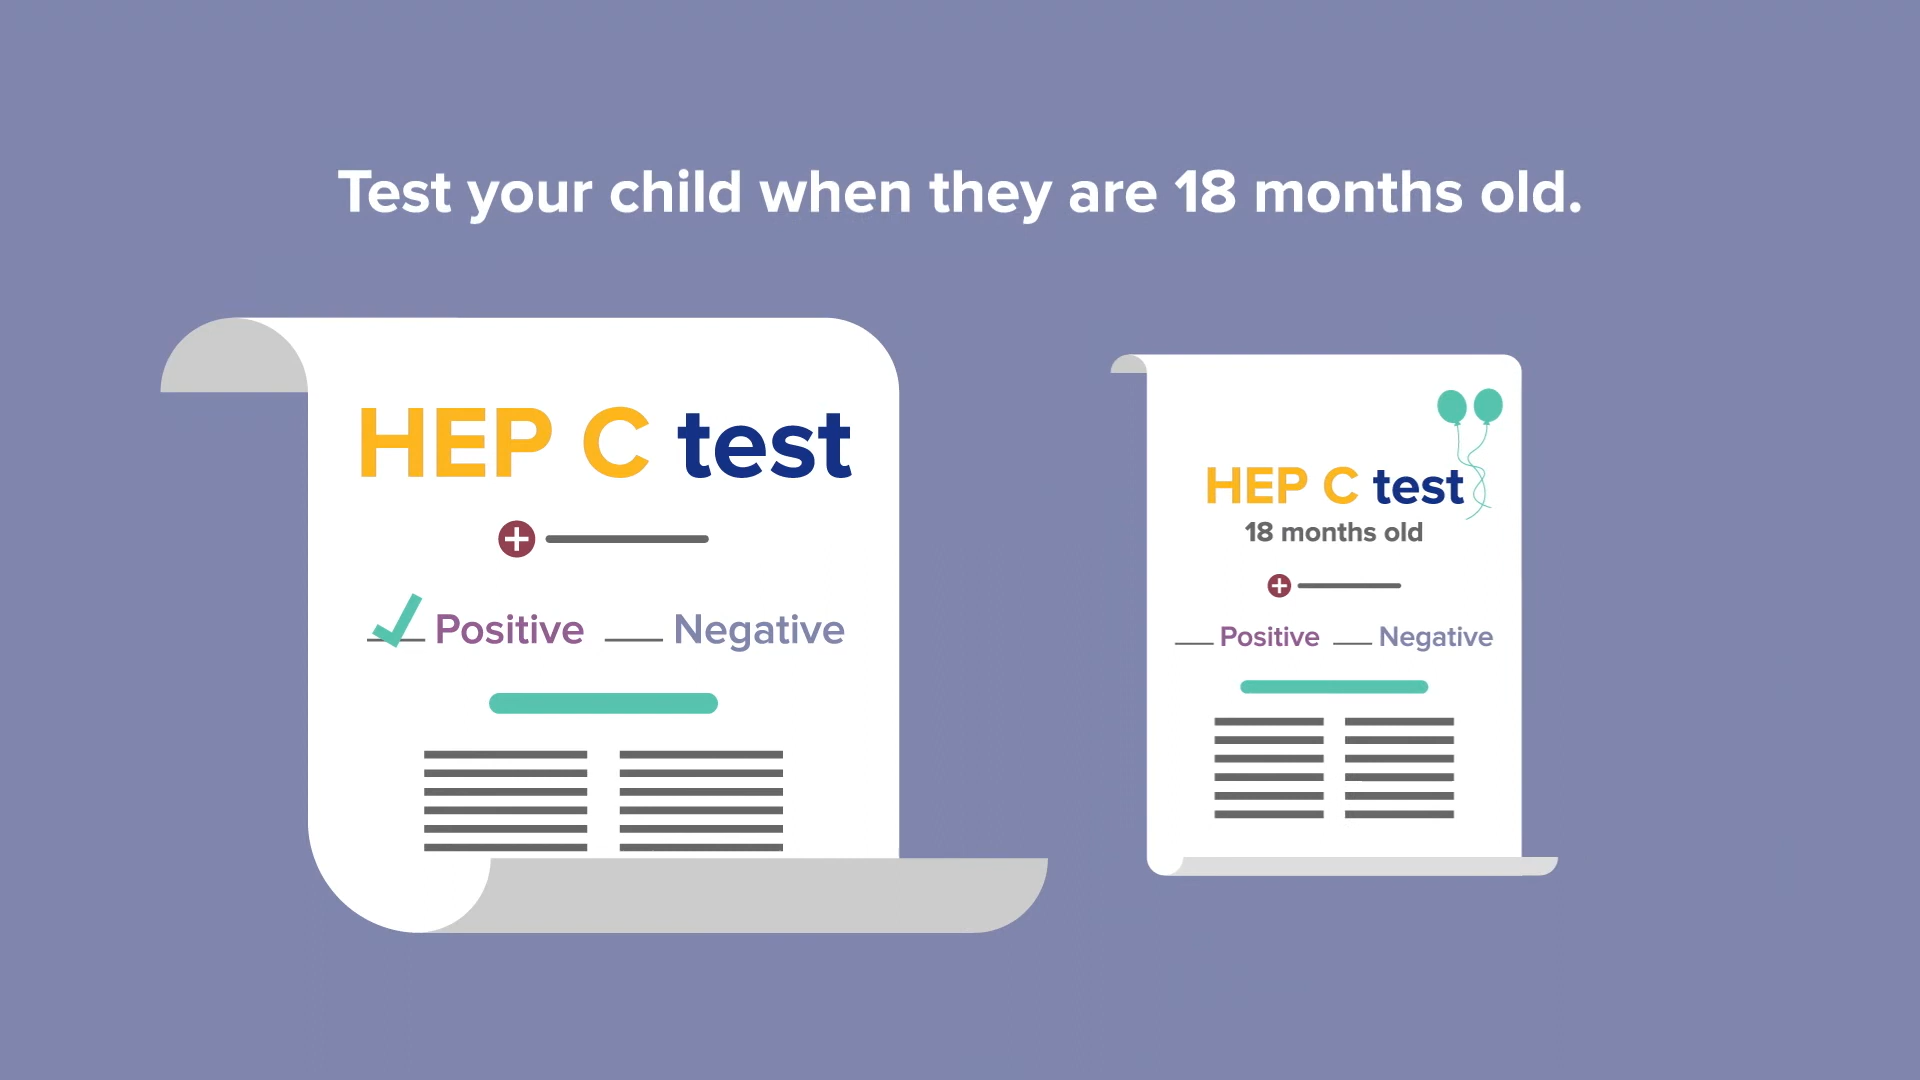 Test your child when they are 18 months old.
HEP C test
Positive Negative
HEP C test
18 months old
Positive Negative